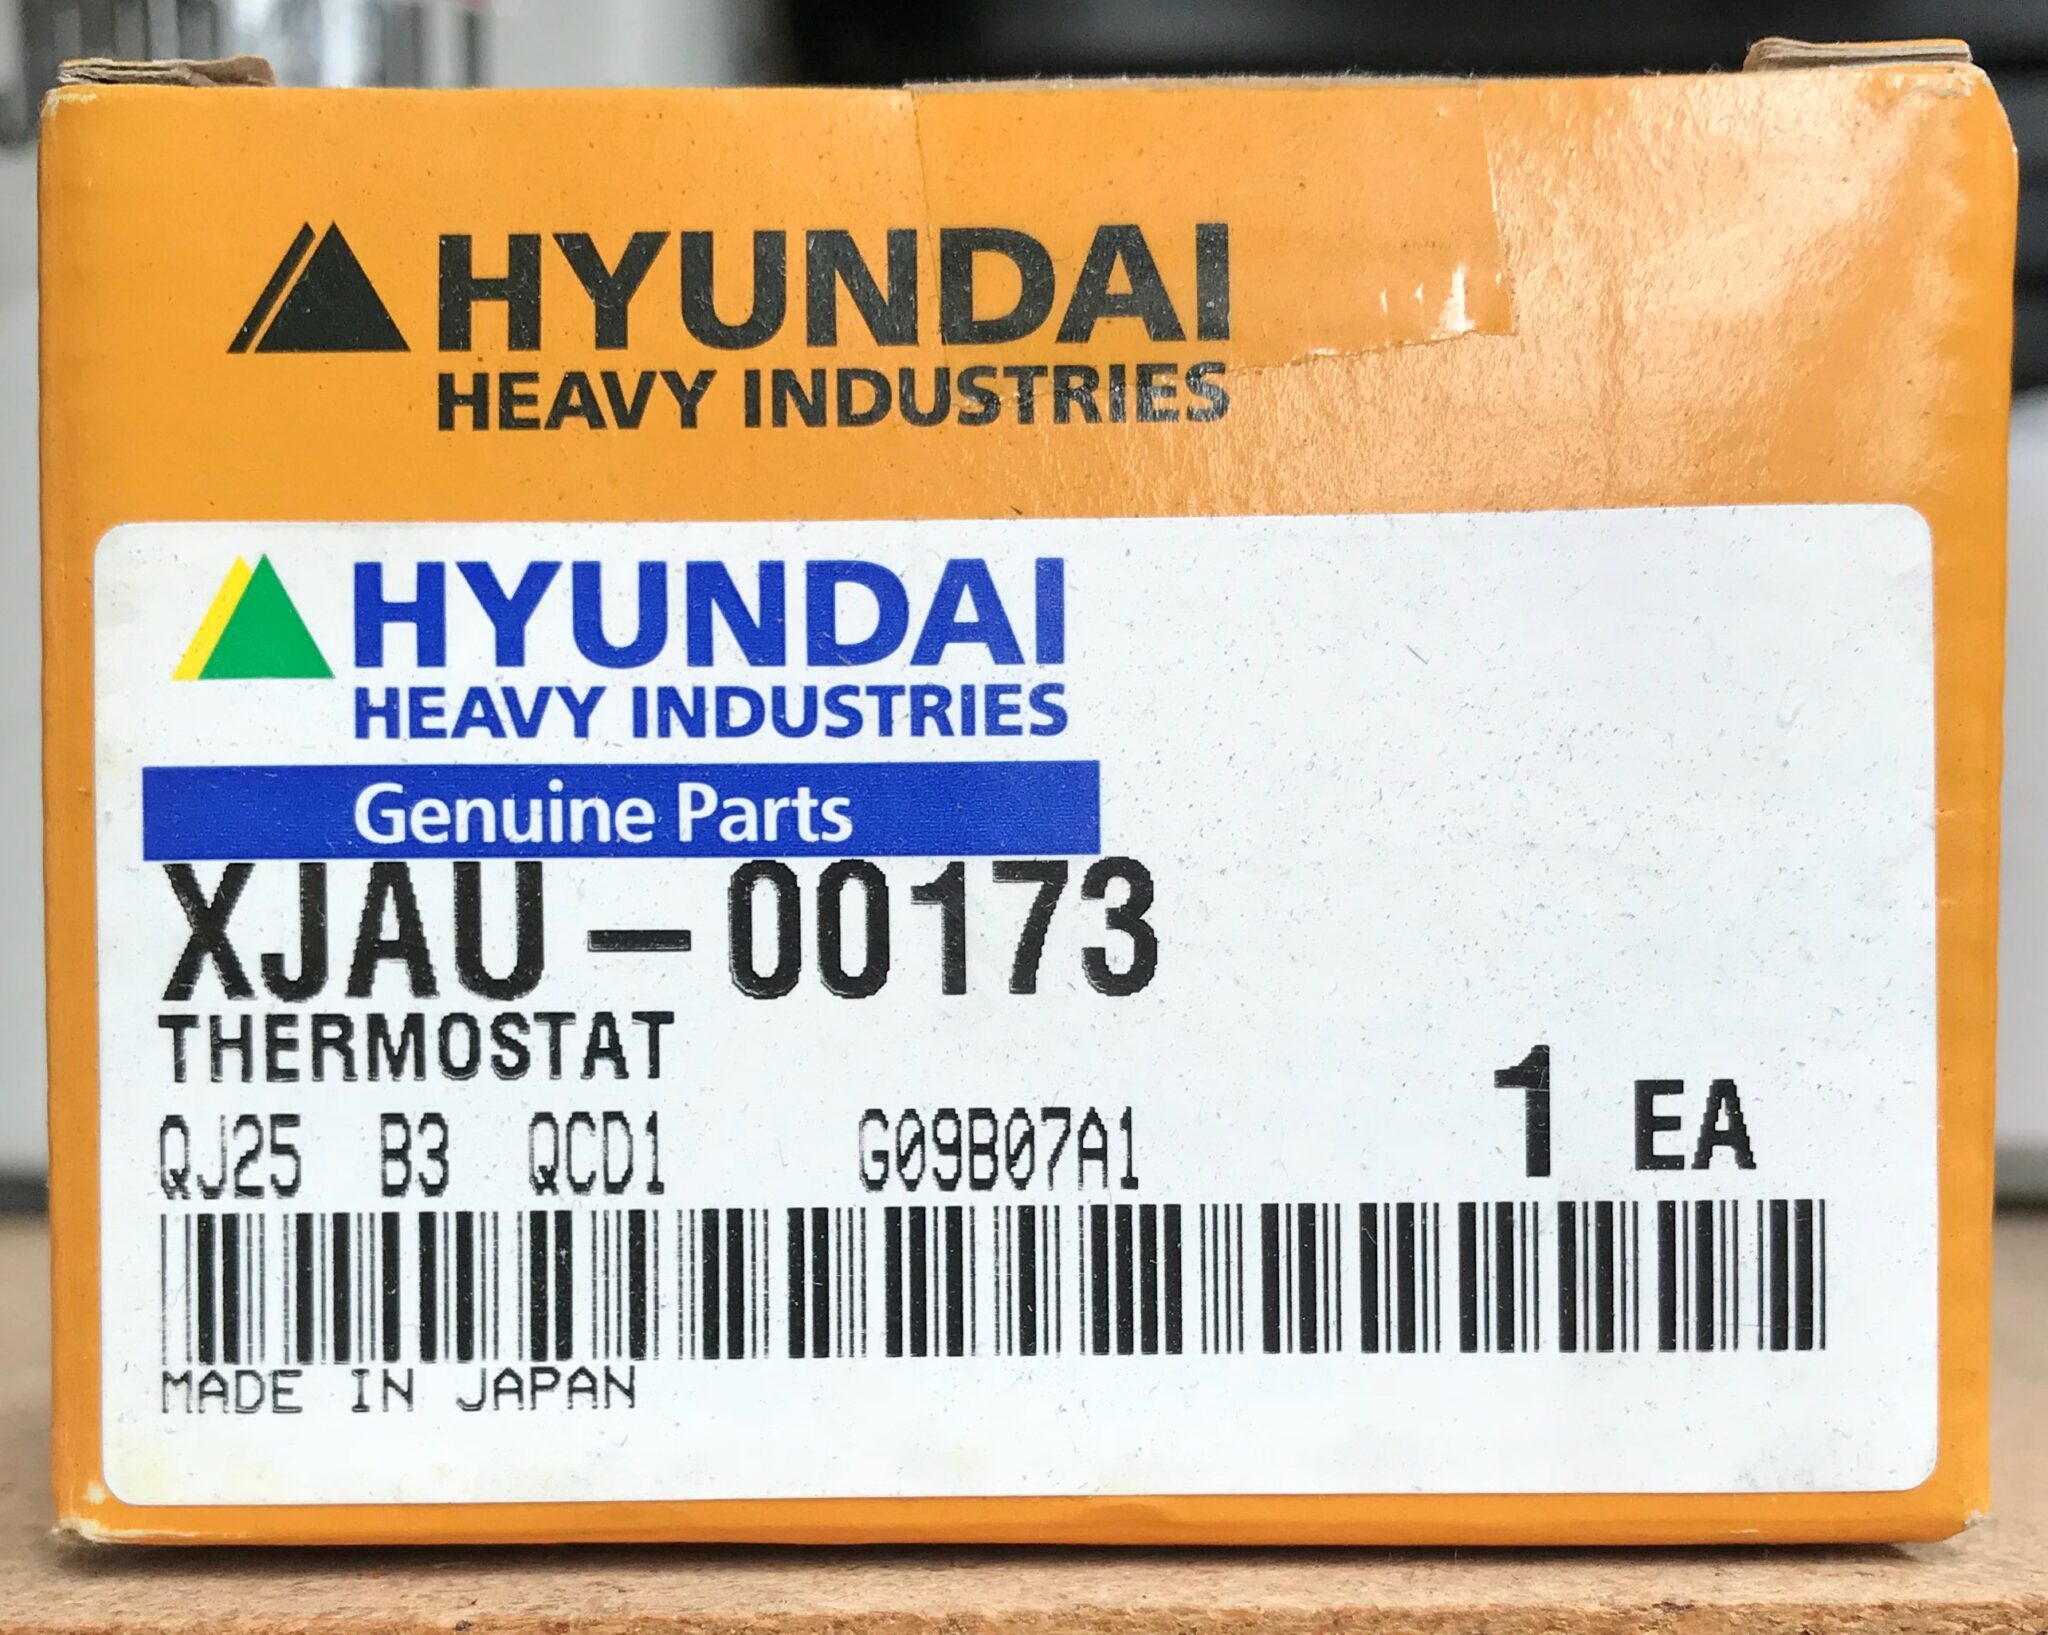 HYUNDAI
HEAVY INDUSTRIES
HYUNDAI
HEAVY INDUSTRIES
Genuine Parts
XJAU-00173
THERMOSTAT
1 EA
QJ25 B3 QCD1 G09B07A1
MADE IN JAPAN